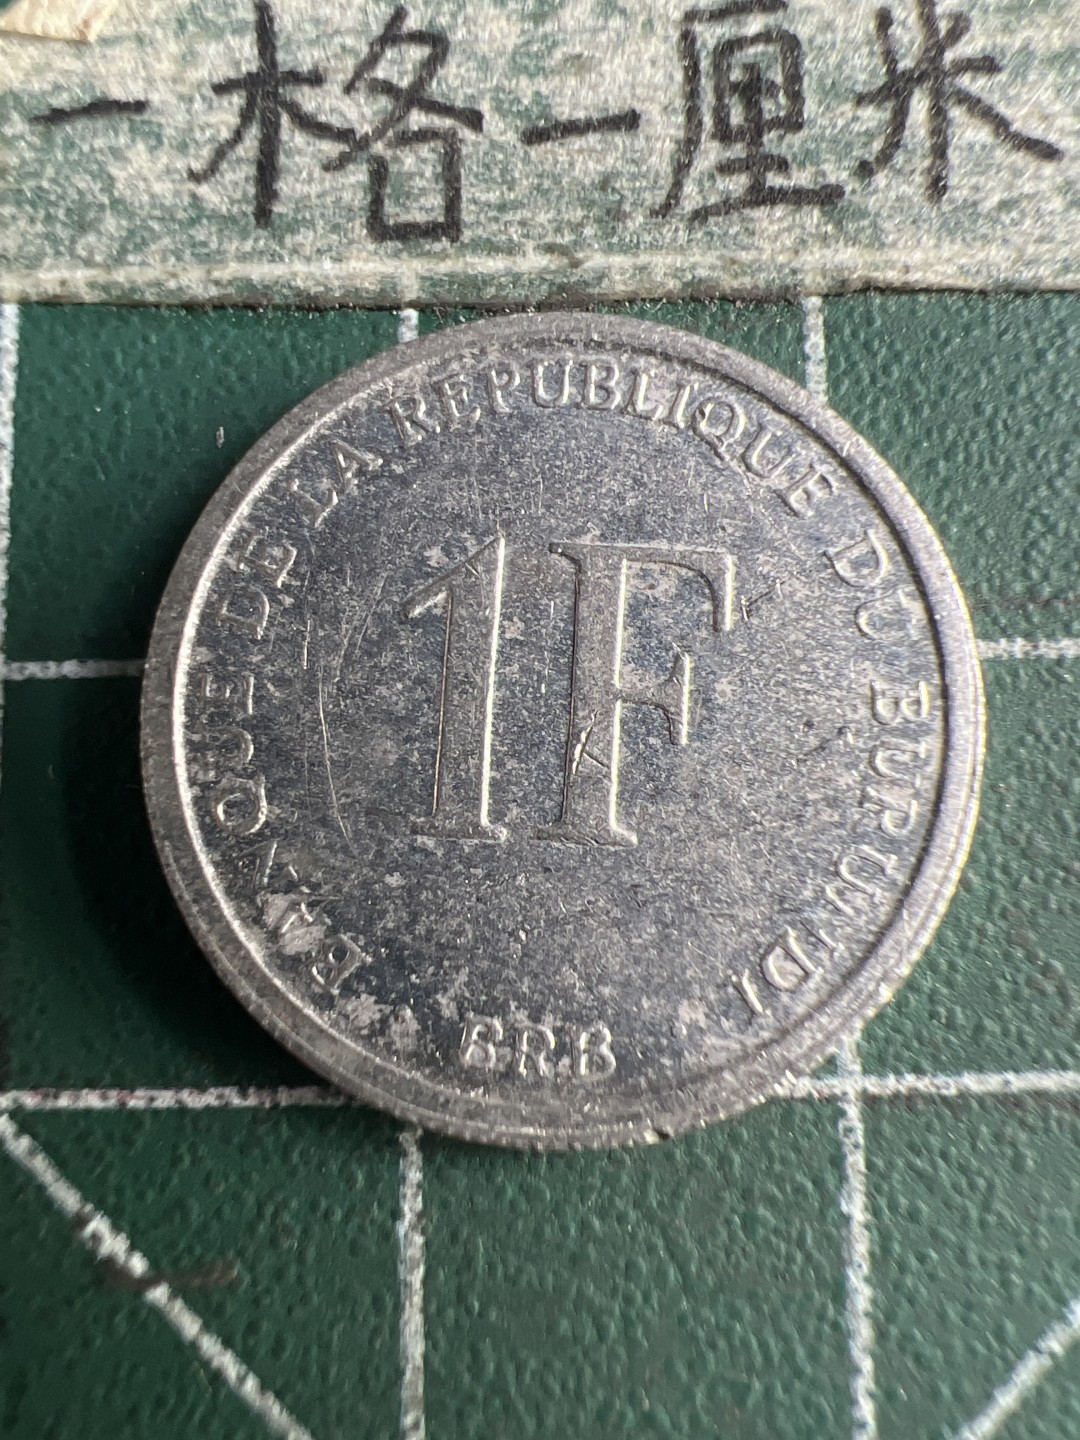 一格一厘米
BANQUE DE LA REPUBLIQUE DU BURUNDI
1F
BRB